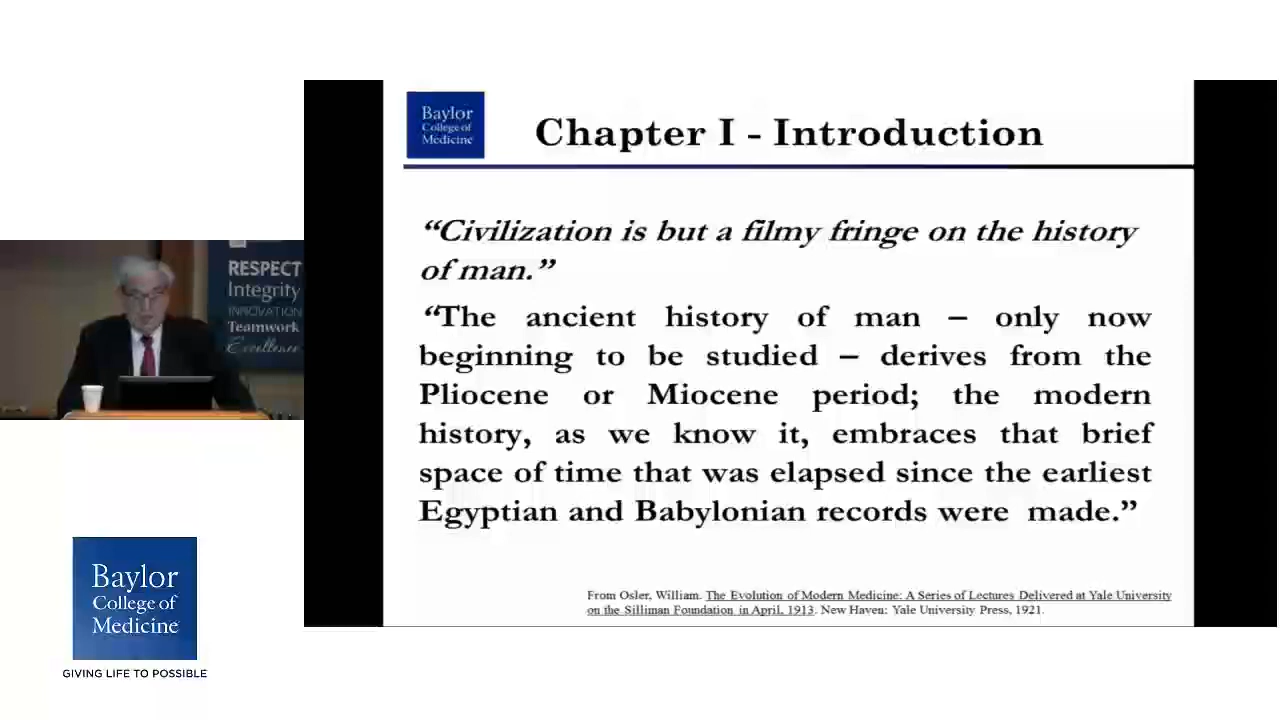 Baylor
College of
Medicine
Chapter I - Introduction
“Civilization is but a filmy fringe on the history
of man.”
“The ancient history of man – only now
beginning to be studied – derives from the
Pliocene or Miocene period; the modern
history, as we know it, embraces that brief
space of time that was elapsed since the earliest
Egyptian and Babylonian records were made.”
From Osler, William. The Evolution of Modern Medicine: A Series of Lectures Delivered at Yale University
on the Silliman Foundation in April, 1913. New Haven: Yale University Press, 1921.
RESPECT
Integrity
INNOVATION
Teamwork
Excellence
Baylor
College of
Medicine
GIVING LIFE TO POSSIBLE